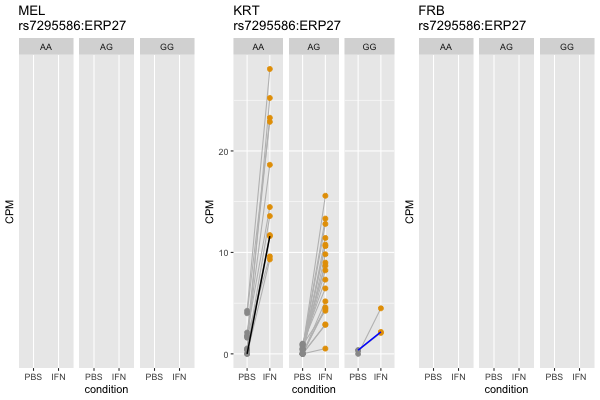 MEL
rs7295586:ERP27
AA AG GG
CPM
PBS IFN PBS IFN PBS IFN
condition
KRT
rs7295586:ERP27
AA AG GG
CPM
20
10
0
PBS IFN PBS IFN PBS IFN
condition
FRB
rs7295586:ERP27
AA AG GG
CPM
PBS IFN PBS IFN PBS IFN
condition